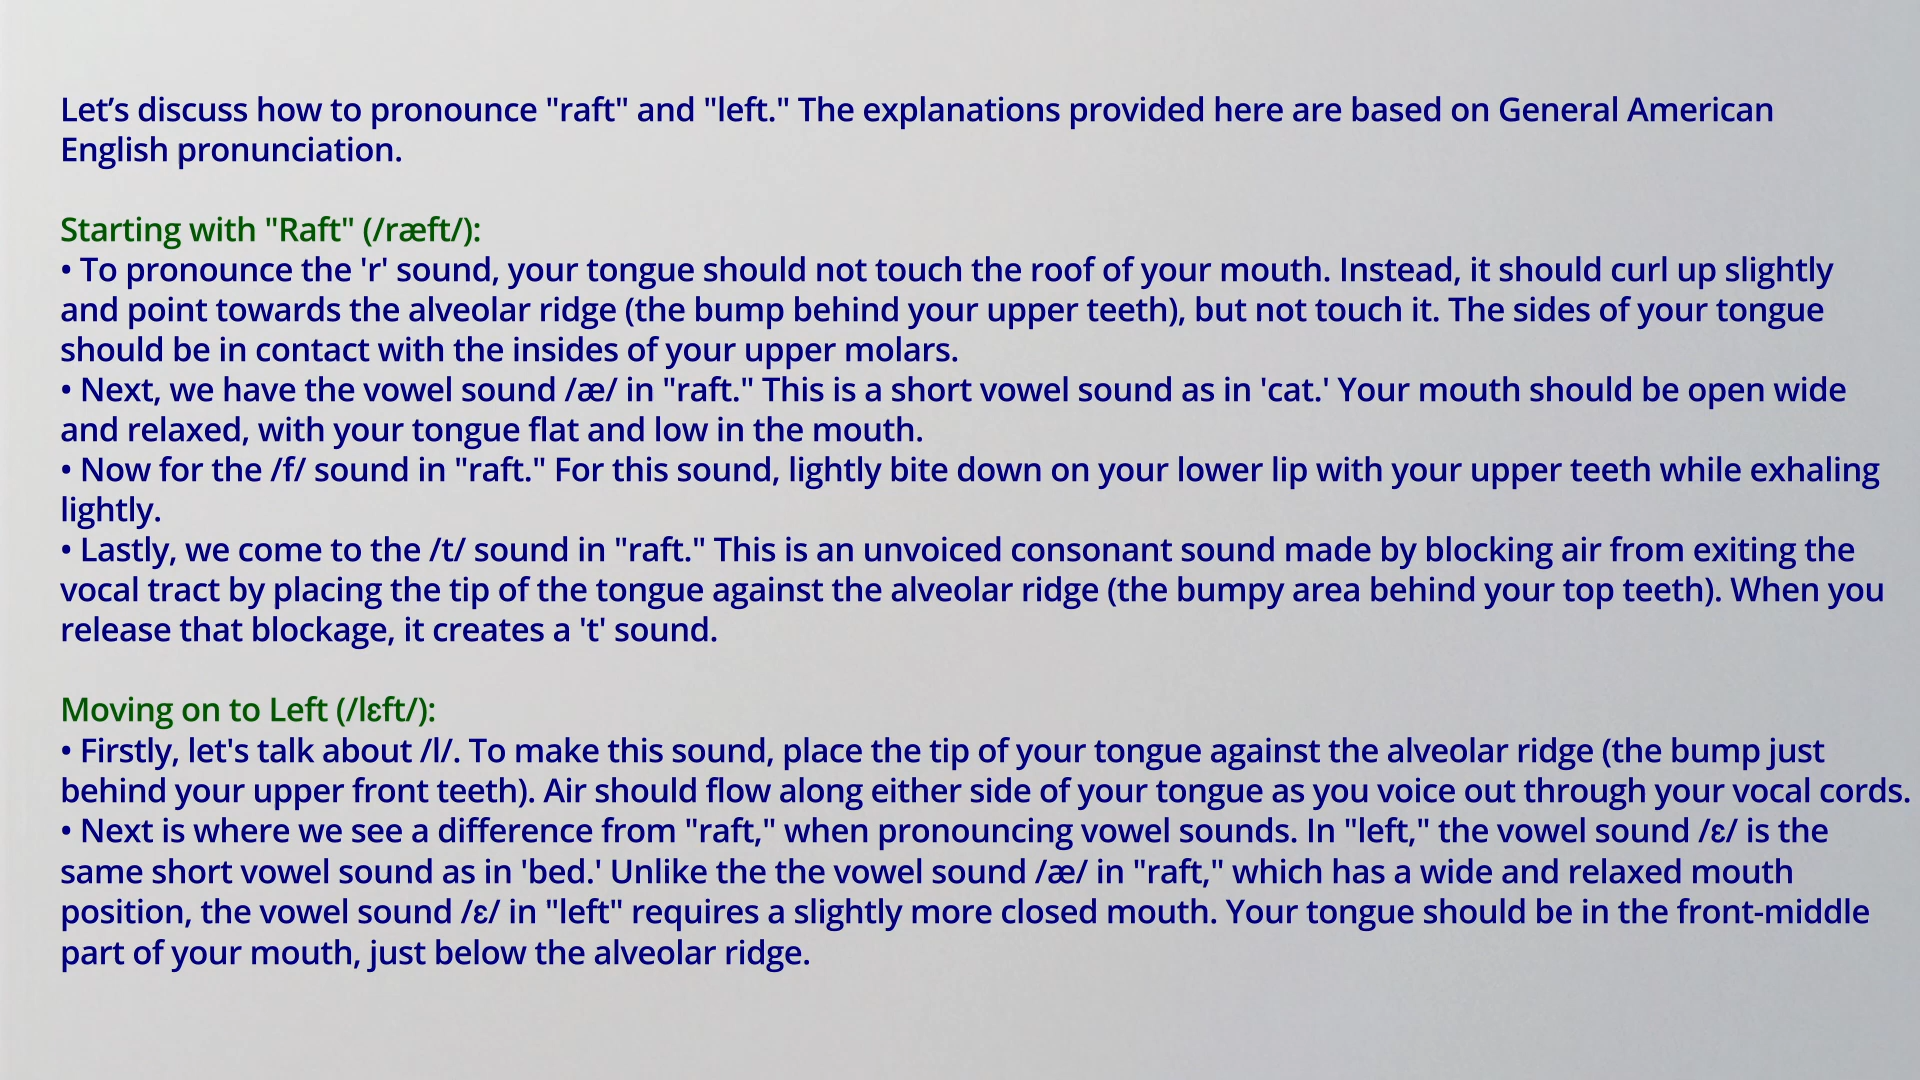 Let’s discuss how to pronounce "raft" and "left." The explanations provided here are based on General American
English pronunciation.
Starting with "Raft" (/ræft/):
• To pronounce the 'r' sound, your tongue should not touch the roof of your mouth. Instead, it should curl up slightly
and point towards the alveolar ridge (the bump behind your upper teeth), but not touch it. The sides of your tongue
should be in contact with the insides of your upper molars.
• Next, we have the vowel sound /æ/ in "raft." This is a short vowel sound as in 'cat.' Your mouth should be open wide
and relaxed, with your tongue flat and low in the mouth.
• Now for the /f/ sound in "raft." For this sound, lightly bite down on your lower lip with your upper teeth while exhaling
lightly.
• Lastly, we come to the /t/ sound in "raft." This is an unvoiced consonant sound made by blocking air from exiting the
vocal tract by placing the tip of the tongue against the alveolar ridge (the bumpy area behind your top teeth). When you
release that blockage, it creates a 't' sound.
Moving on to Left (/lɛft/):
• Firstly, let's talk about /l/. To make this sound, place the tip of your tongue against the alveolar ridge (the bump just
behind your upper front teeth). Air should flow along either side of your tongue as you voice out through your vocal cords.
• Next is where we see a difference from "raft," when pronouncing vowel sounds. In "left," the vowel sound /ɛ/ is the
same short vowel sound as in 'bed.' Unlike the the vowel sound /æ/ in "raft," which has a wide and relaxed mouth
position, the vowel sound /ɛ/ in "left" requires a slightly more closed mouth. Your tongue should be in the front-middle
part of your mouth, just below the alveolar ridge.